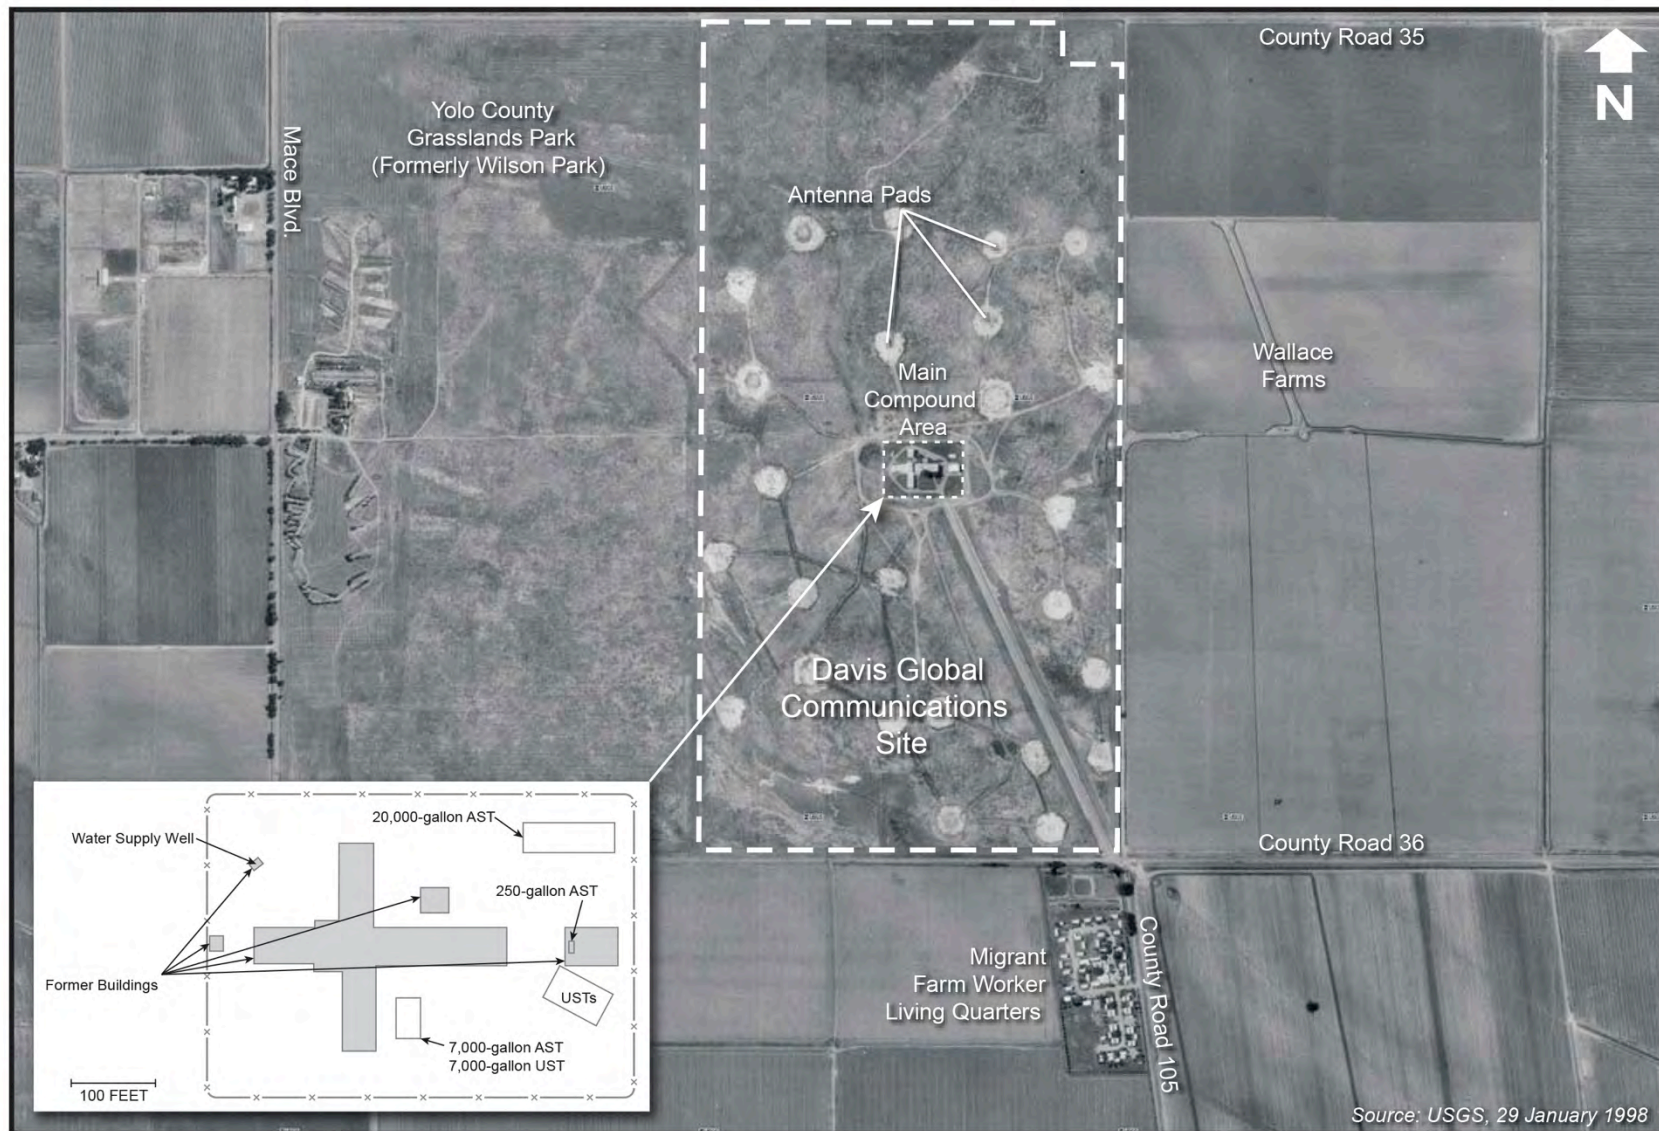 County Road 35
N
Yolo County
Grasslands Park
(Formerly Wilson Park)
Mace Blvd.
Antenna Pads
Main
Compound
Area
Wallace
Farms
Davis Global
Communications
Site
County Road 36
Migrant
Farm Worker
Living Quarters
County Road 105
20,000-gallon AST
Water Supply Well
250-gallon AST
Former Buildings
USTs
7,000-gallon AST
7,000-gallon UST
100 FEET
Source: USGS, 29 January 1998